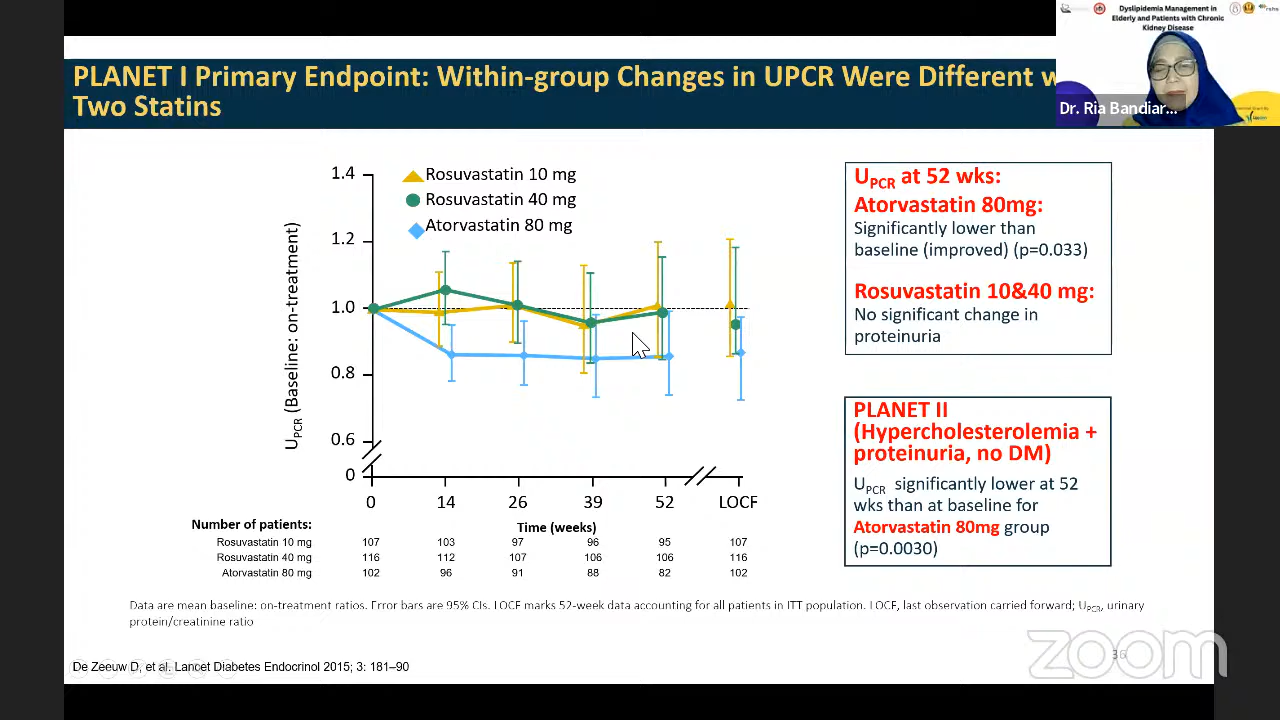 Dyslipidemia Management in
Elderly and Patients with Chronic
Kidney Disease
Dr. Ria Bandiar...
PLANET I Primary Endpoint: Within-group Changes in UPCR Were Different
Two Statins
1.4
1.2
1.0
0.8
0.6
0
UPCR (Baseline: on-treatment)
Rosuvastatin 10 mg
Rosuvastatin 40 mg
Atorvastatin 80 mg
0 14 26 39 52 LOCF
Time (weeks)
Number of patients:
Rosuvastatin 10 mg 107 103 97 96 95 107
Rosuvastatin 40 mg 116 112 107 106 106 116
Atorvastatin 80 mg 102 96 91 88 82 102
UPCR at 52 wks:
Atorvastatin 80mg:
Significantly lower than
baseline (improved) (p=0.033)
Rosuvastatin 10&40 mg:
No significant change in
proteinuria
PLANET II
(Hypercholesterolemia +
proteinuria, no DM)
UPCR significantly lower at 52
wks than at baseline for
Atorvastatin 80mg group
(p=0.0030)
Data are mean baseline: on-treatment ratios. Error bars are 95% CIs. LOCF marks 52-week data accounting for all patients in ITT population. LOCF, last observation carried forward; UPCR, urinary
protein/creatinine ratio
De Zeeuw D, et al. Lancet Diabetes Endocrinol 2015; 3: 181–90
36
zoom